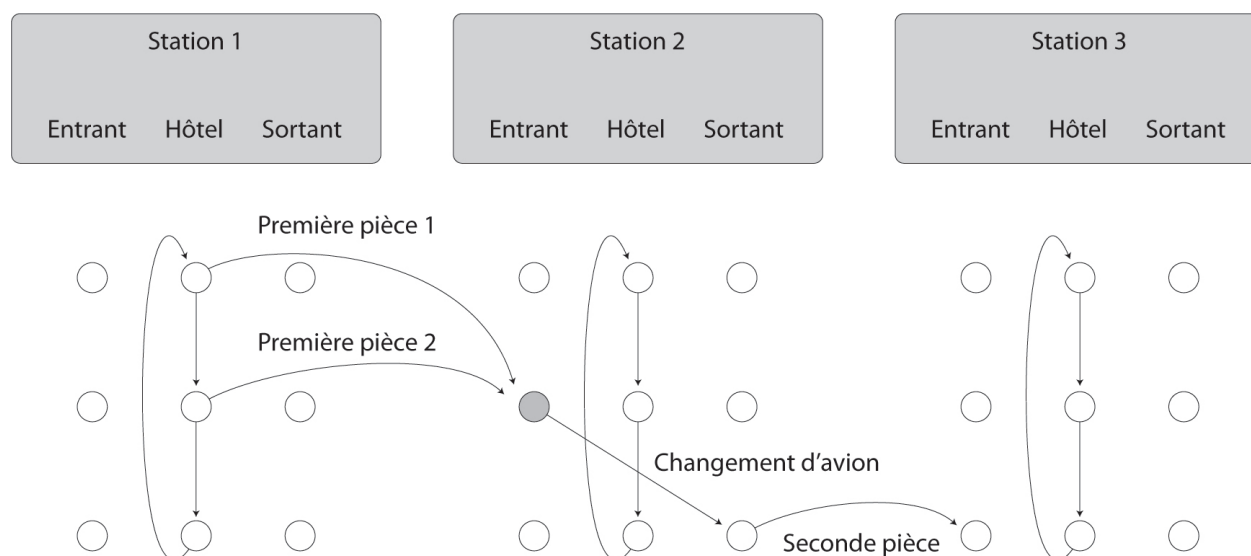 Station 1
Entrant Hôtel Sortant
Station 2
Entrant Hôtel Sortant
Station 3
Entrant Hôtel Sortant
Première pièce 1
Première pièce 2
Changement d’avion
Seconde pièce